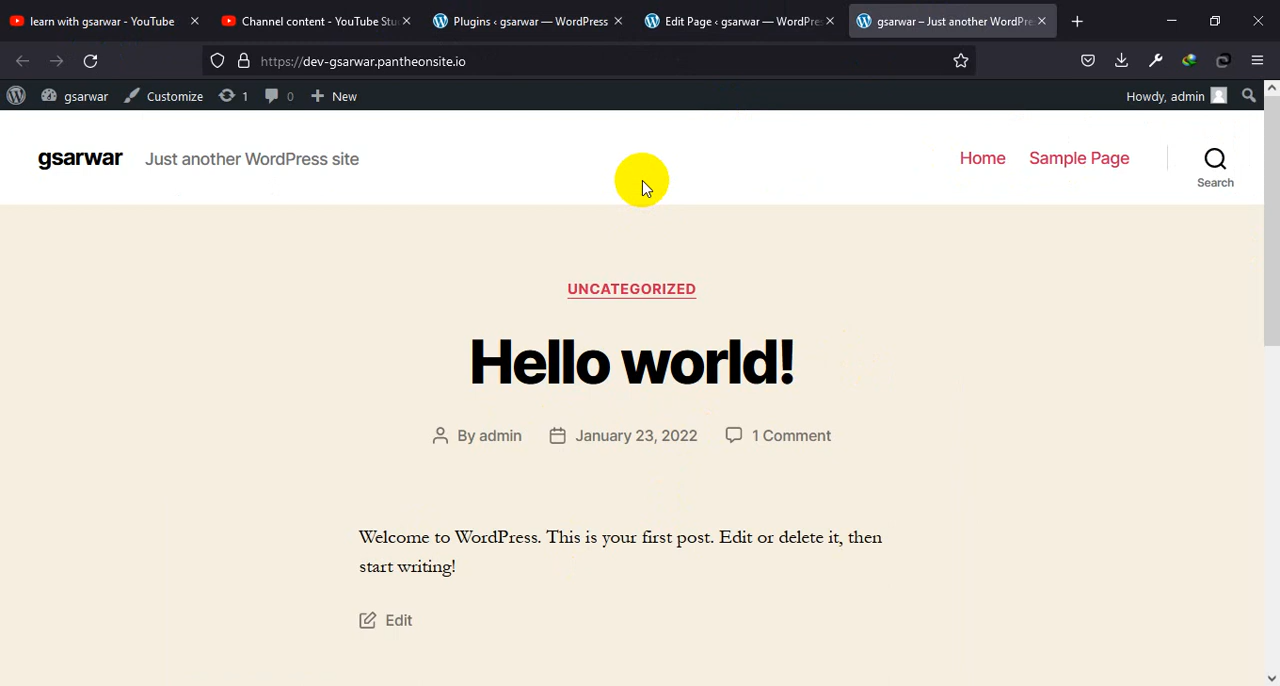 learn with gsarwar - YouTube
Channel content - YouTube Stu
Plugins ‹ gsarwar — WordPress
Edit Page ‹ gsarwar — WordPres
gsarwar – Just another WordPre
https://dev-gsarwar.pantheonsite.io
gsarwar Customize 1 0 New Howdy, admin
gsarwar Just another WordPress site Home Sample Page Search
UNCATEGORIZED
Hello world!
By admin January 23, 2022 1 Comment
Welcome to WordPress. This is your first post. Edit or delete it, then
start writing!
Edit